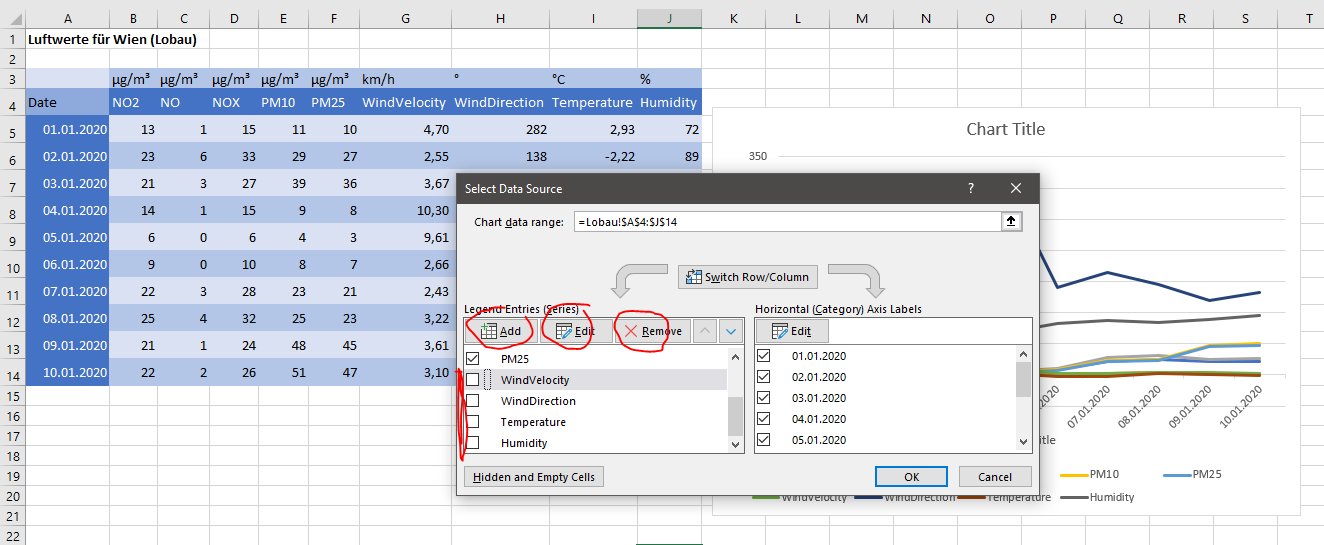 A B C D E F G H I J K L M N O P Q R S T
1 Luftwerte für Wien (Lobau)
2
3 µg/m³ µg/m³ µg/m³ µg/m³ µg/m³ km/h ° °C %
4 Date NO2 NO NOX PM10 PM25 WindVelocity WindDirection Temperature Humidity
5 01.01.2020 13 1 15 11 10 4,70 282 2,93 72
6 02.01.2020 23 6 33 29 27 2,55 138 -2,22 89
7 03.01.2020 21 3 27 39 36 3,67
8 04.01.2020 14 1 15 9 8 10,30
9 05.01.2020 6 0 6 4 3 9,61
10 06.01.2020 9 0 10 8 7 2,66
11 07.01.2020 22 3 28 23 21 2,43
12 08.01.2020 25 4 32 25 23 3,22
13 09.01.2020 21 1 24 48 45 3,61
14 10.01.2020 22 2 26 51 47 3,10
15
16
17
18
19
20
21
22
Chart Title
350
Select Data Source ?
Chart data range: =Lobau!$A$4:$J$14
Switch Row/Column
Legend Entries (Series)
Add Edit Remove
PM25
WindVelocity
WindDirection
Temperature
Humidity
Horizontal (Category) Axis Labels
Edit
01.01.2020
02.01.2020
03.01.2020
04.01.2020
05.01.2020
Hidden and Empty Cells OK Cancel
07.01.2020 08.01.2020 09.01.2020 10.01.2020
PM10 PM25
WindVelocity WindDirection Temperature Humidity